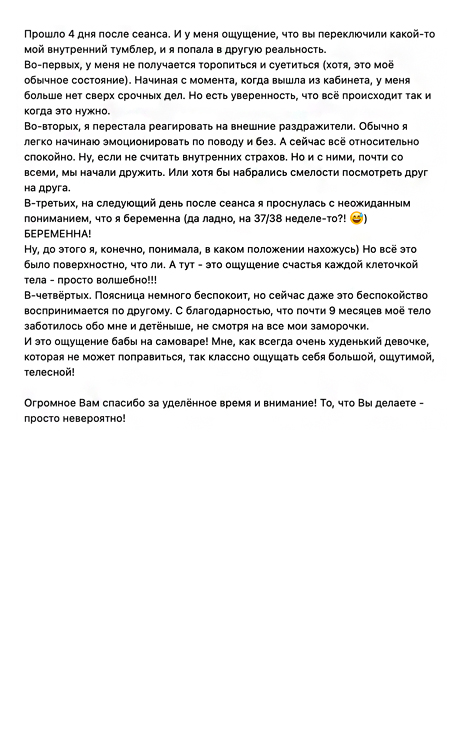 Прошло 4 дня после сеанса. И у меня ощущение, что вы переключили какой-то
мой внутренний тумблер, и я попала в другую реальность.
Во-первых, у меня не получается торопиться и суетиться (хотя, это моё
обычное состояние). Начиная с момента, когда вышла из кабинета, у меня
больше нет сверх срочных дел. Но есть уверенность, что всё происходит так и
когда это нужно.
Во-вторых, я перестала реагировать на внешние раздражители. Обычно я
легко начинаю эмоционировать по поводу и без. А сейчас всё относительно
спокойно. Ну, если не считать внутренних страхов. Но и с ними, почти со
всеми, мы начали дружить. Или хотя бы набрались смелости посмотреть друг
на друга.
В-третьих, на следующий день после сеанса я проснулась с неожиданным
пониманием, что я беременна (да ладно, на 37/38 неделе-то?! 😅)
БЕРЕМЕННА!
Ну, до этого я, конечно, понимала, в каком положении нахожусь) Но всё это
было поверхностно, что ли. А тут - это ощущение счастья каждой клеточкой
тела - просто волшебно!!!
В-четвёртых. Поясница немного беспокоит, но сейчас даже это беспокойство
воспринимается по другому. С благодарностью, что почти 9 месяцев моё тело
заботилось обо мне и детёныше, не смотря на все мои заморочки.
И это ощущение бабы на самоваре! Мне, как всегда очень худенький девочке,
которая не может поправиться, так классно ощущать себя большой, ощутимой,
телесной!
Огромное Вам спасибо за уделённое время и внимание! То, что Вы делаете -
просто невероятно!